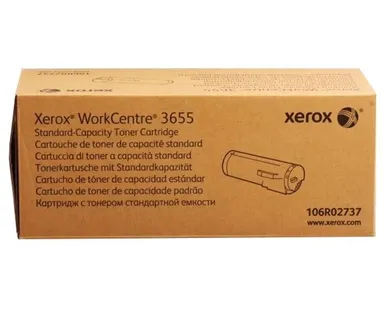 106R02737
Xerox® WorkCentre® 3655
xerox
Standard-Capacity Toner Cartridge
Cartouche de toner de capacité standard
Cartuccia di toner a capacità standard
Tonerkartusche mit Standardkapazität
Cartucho de tóner de capacidad estándar
Cartucho de toner de capacidade padrão
Картридж с тонером стандартной емкости
106R02737
www.xerox.com